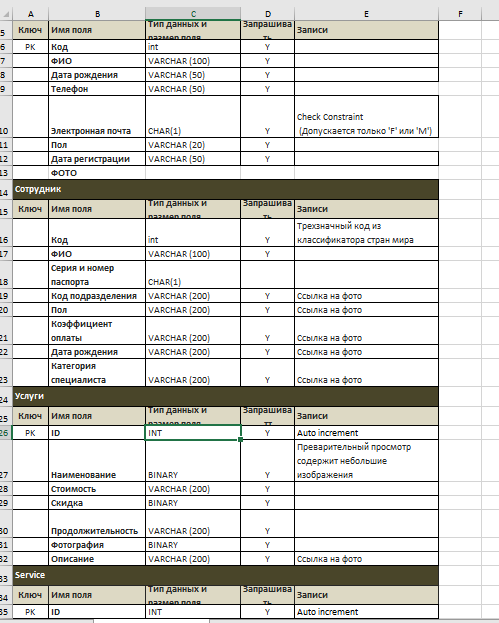 A B C D E F
5 Ключ Имя поля Тип данных и размер поля Запрашива ть Записи
6 PK Код int Y
7 ФИО VARCHAR (100) Y
8 Дата рождения VARCHAR (50) Y
9 Телефон VARCHAR (50) Y
Check Constraint
10 Электронная почта CHAR(1) Y (Допускается только 'F' или 'M')
11 Пол VARCHAR (20) Y
12 Дата регистрации VARCHAR (50) Y
13 ФОТО
14 Сотрудник
15 Ключ Имя поля Тип данных и размер поля Запрашива ть Записи
Трехзначный код из
16 Код int Y классификатора стран мира
17 ФИО VARCHAR (100) Y
Серия и номер
18 паспорта CHAR(1)
19 Код подразделения VARCHAR (200) Y Ссылка на фото
20 Пол VARCHAR (200) Y Ссылка на фото
Коэффициент
21 оплаты VARCHAR (200) Y Ссылка на фото
22 Дата рождения VARCHAR (200) Y Ссылка на фото
Категория
23 специалиста VARCHAR (200) Y Ссылка на фото
24 Услуги
25 Ключ Имя поля Тип данных и размер поля Запрашива ть Записи
26 PK ID INT Y Auto increment
Преварительный просмотр
содержит небольшие
27 Наименование BINARY Y изображения
28 Стоимость VARCHAR (200) Y
29 Скидка BINARY Y
30 Продолжительность VARCHAR (200) Y
31 Фотография BINARY Y
32 Описание VARCHAR (200) Y Ссылка на фото
33 Service
34 Ключ Имя поля Тип данных и размер поля Запрашива ть Записи
35 PK ID INT Y Auto increment